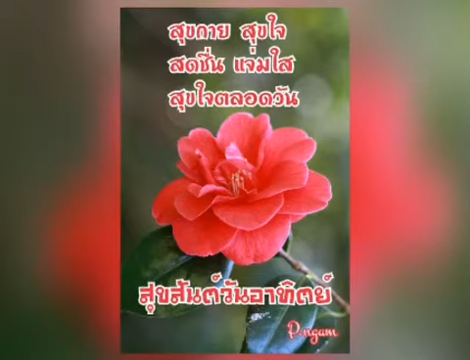 สุขกาย สุขใจ
สดชื่น แจ่มใส
สุขใจตลอดวัน
สุขสันต์วันอาทิตย์
P.ngam